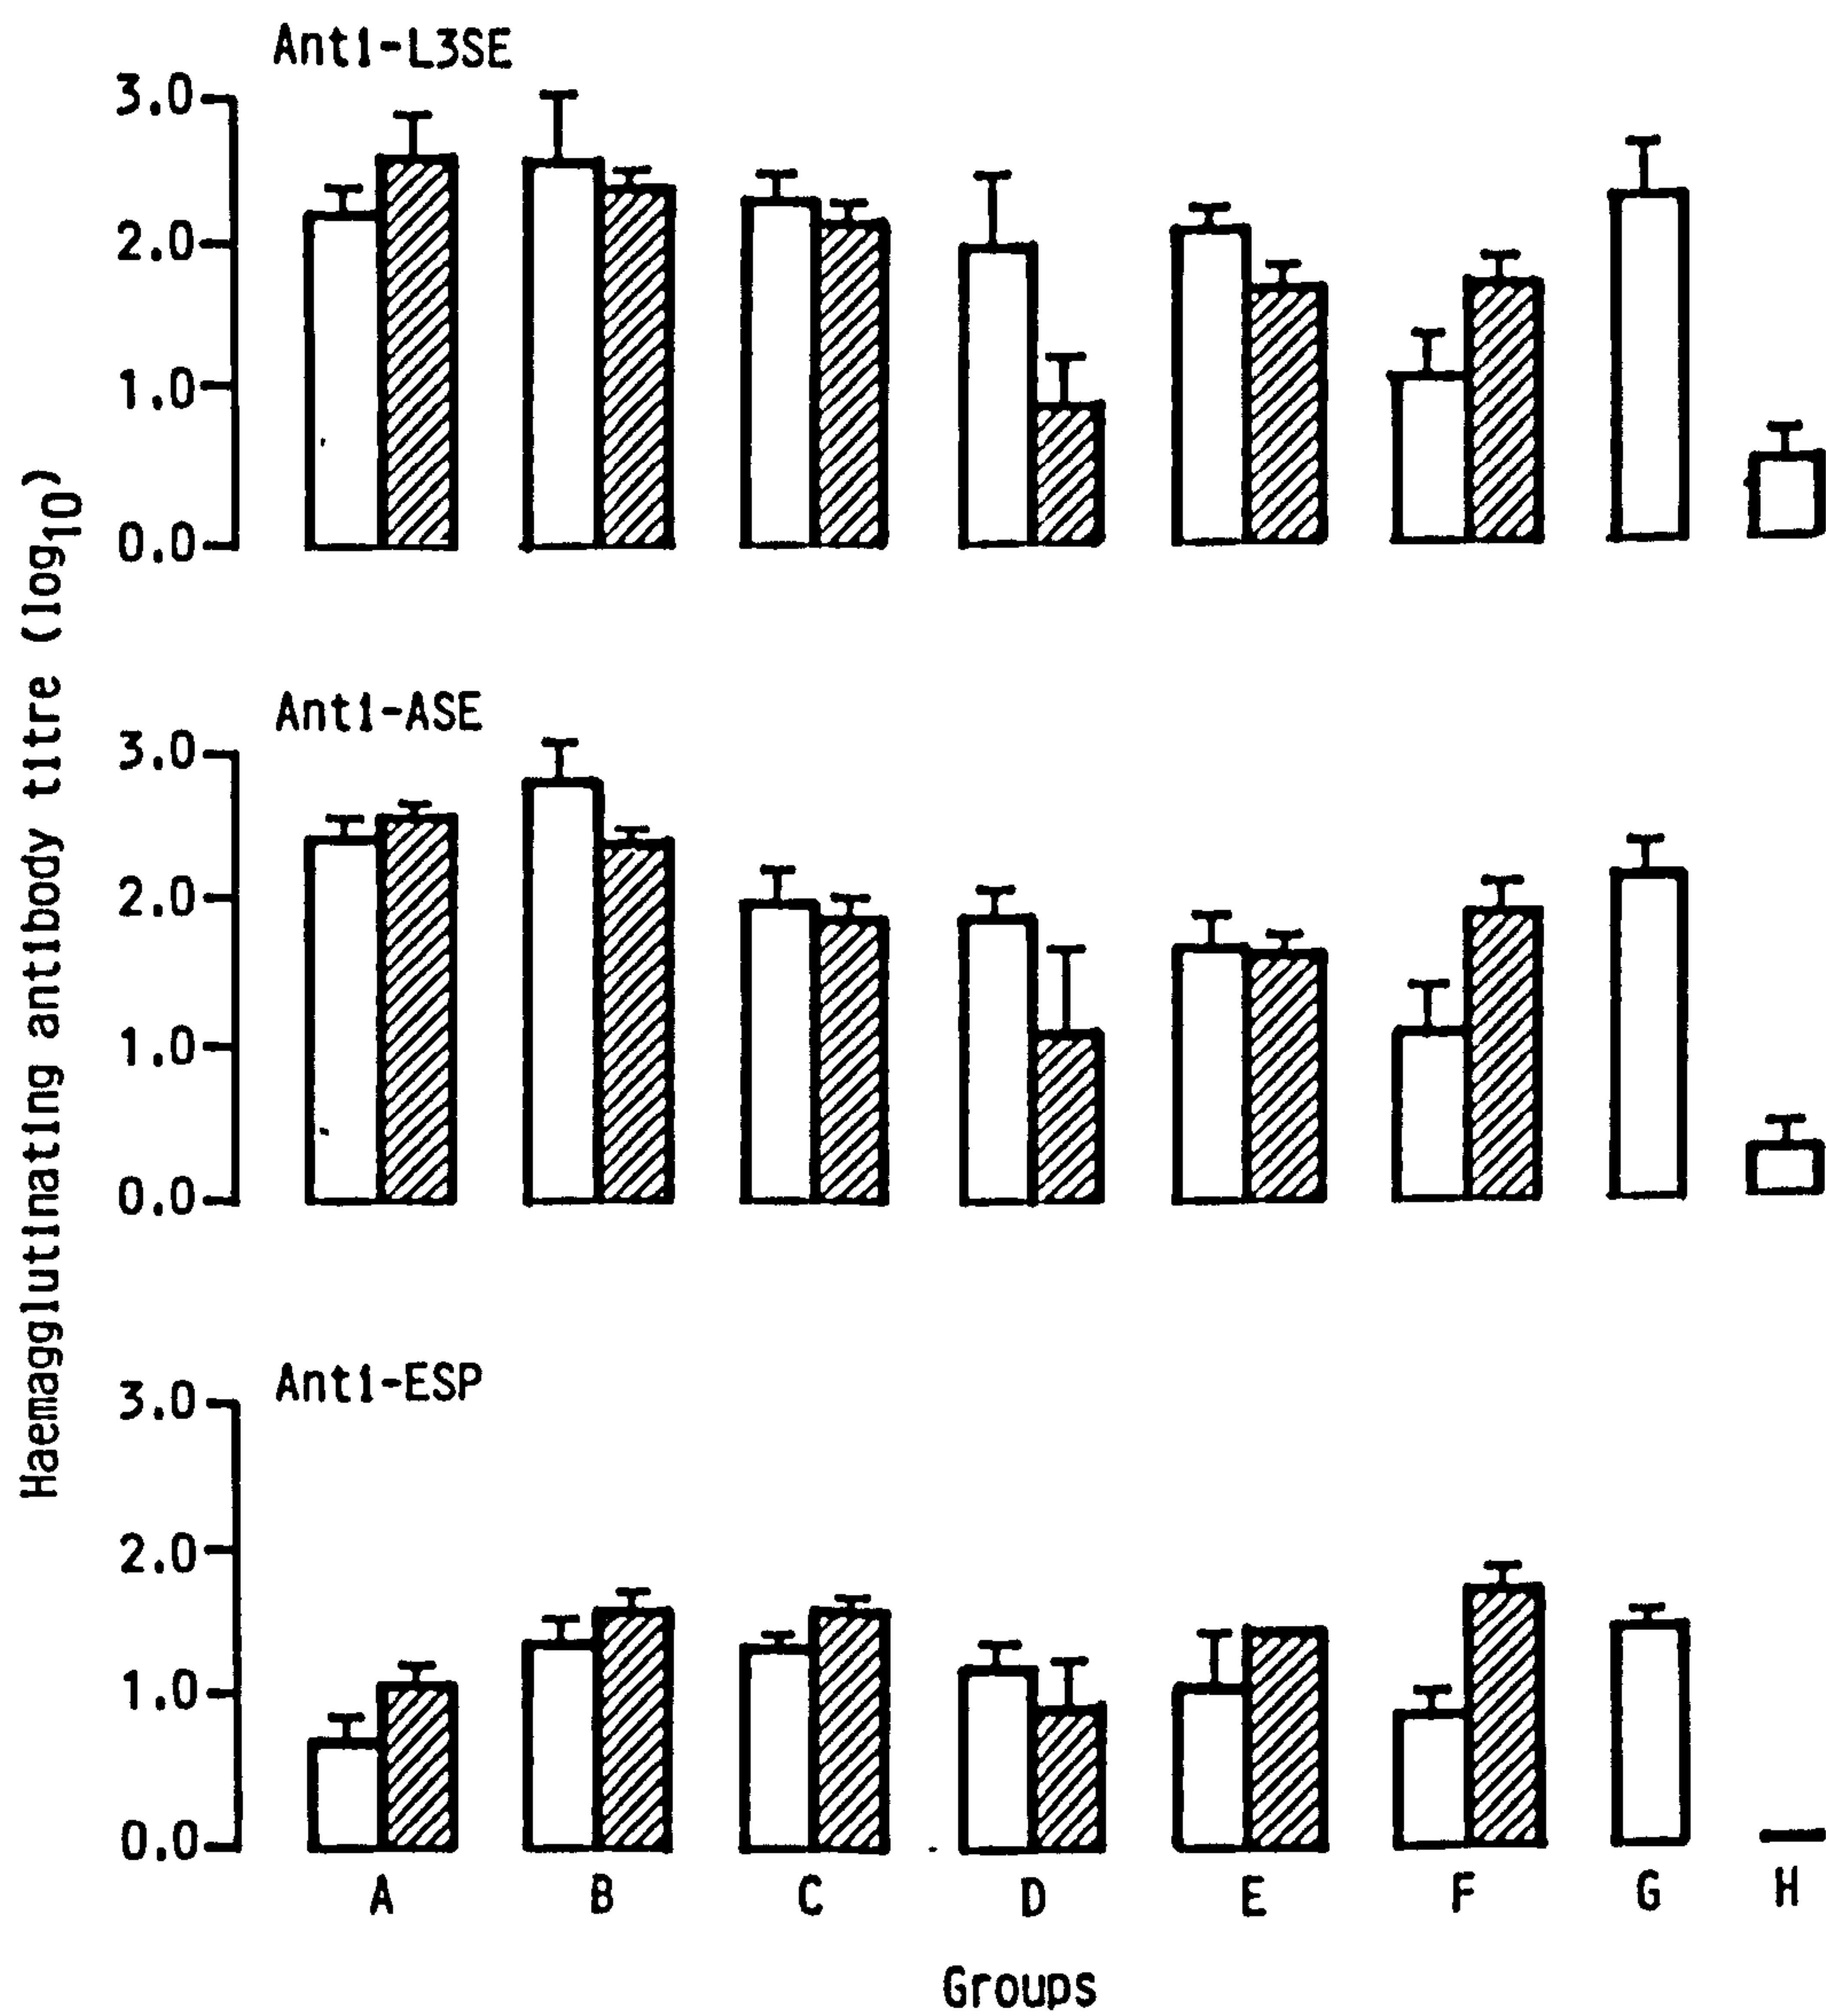 Anti-L3SE
3.0
2.0
1.0
0.0
Haemagglutinating antibody titre (log10)
Anti-ASE
3.0
2.0
1.0
0.0
Anti-ESP
3.0
2.0
1.0
0.0
A B C D E F G H
Groups